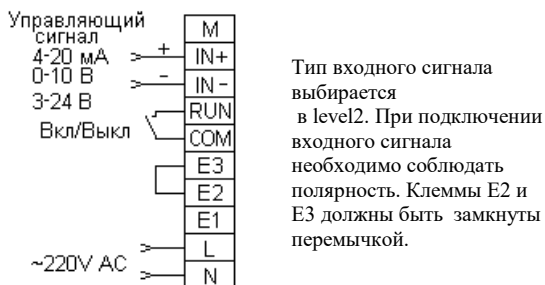 Управляющий
сигнал
4-20 мА
0-10 В
3-24 В
Вкл/Выкл
~220V AC
+
−
M
IN+
IN-
RUN
COM
E3
E2
E1
L
N
Тип входного сигнала
выбирается
в level2. При подключении
входного сигнала
необходимо соблюдать
полярность. Клеммы Е2 и
Е3 должны быть замкнуты
перемычкой.